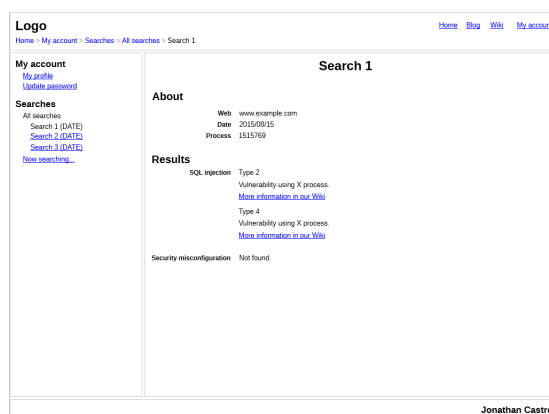 Logo
Home Blog Wiki My accoun
Home > My account > Searches > All searches > Search 1
My account
My profile
Update password
Searches
All searches
Search 1 (DATE)
Search 2 (DATE)
Search 3 (DATE)
Now searching...
Search 1
About
Web www.example.com
Date 2015/08/15
Process 1515769
Results
SQL injection Type 2
Vulnerability using X process.
More information in our Wiki
Type 4
Vulnerability using X process.
More information in our Wiki
Security misconfiguration Not found.
Jonathan Castro